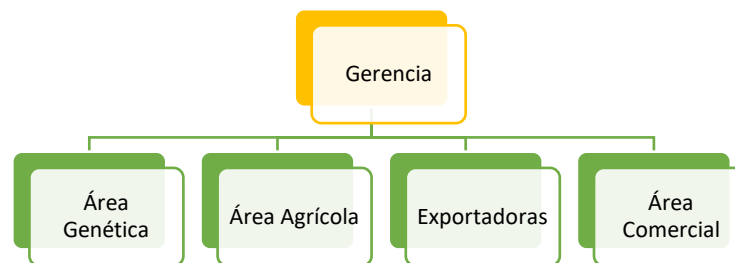 Gerencia
Área
Genética
Área Agrícola
Exportadoras
Área
Comercial